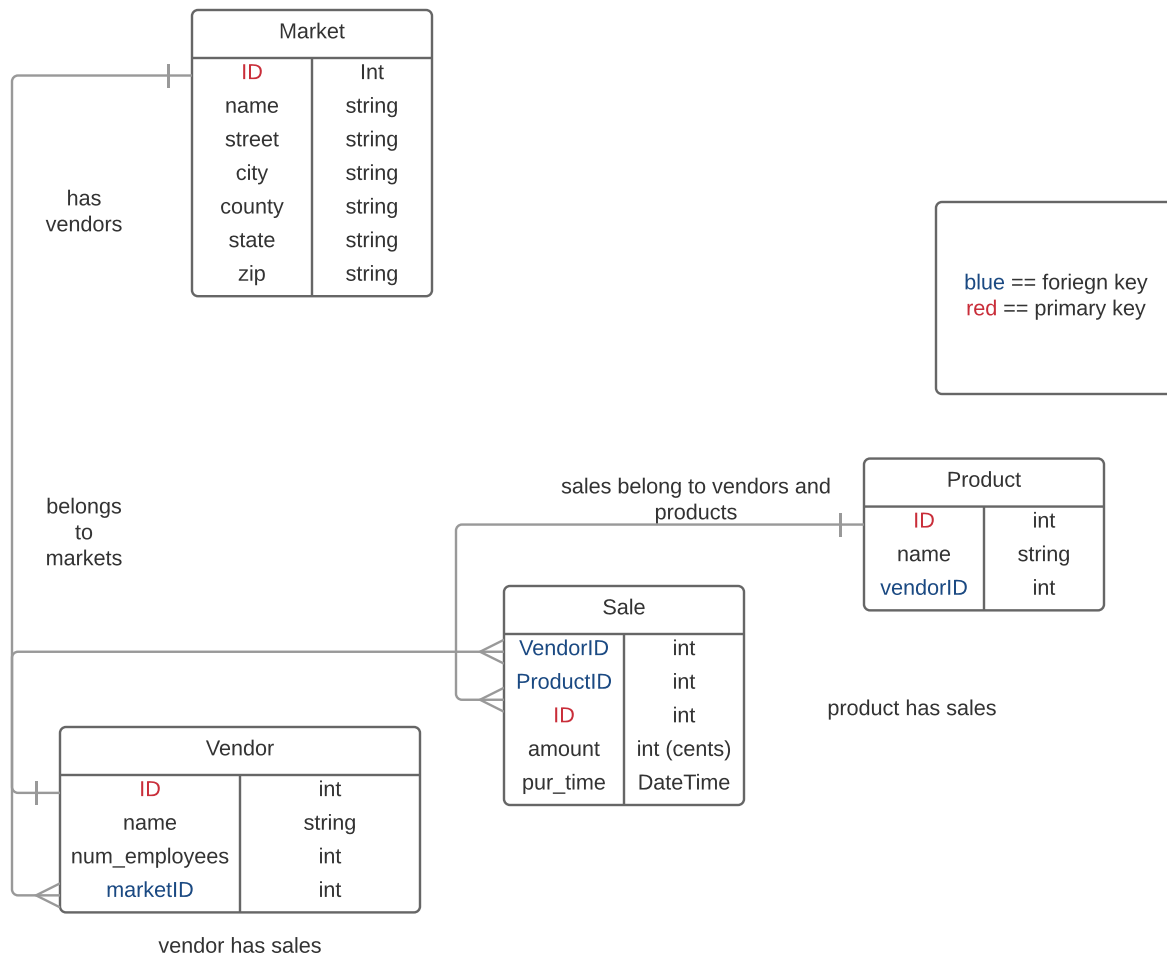 Market
ID Int
name string
street string
city string
county string
state string
zip string
has
vendors
blue == foriegn key
red == primary key
belongs
to
markets
sales belong to vendors and
products
Product
ID int
name string
vendorID int
Sale
VendorID int
ProductID int
ID int
amount int (cents)
pur_time DateTime
product has sales
Vendor
ID int
name string
num_employees int
marketID int
vendor has sales